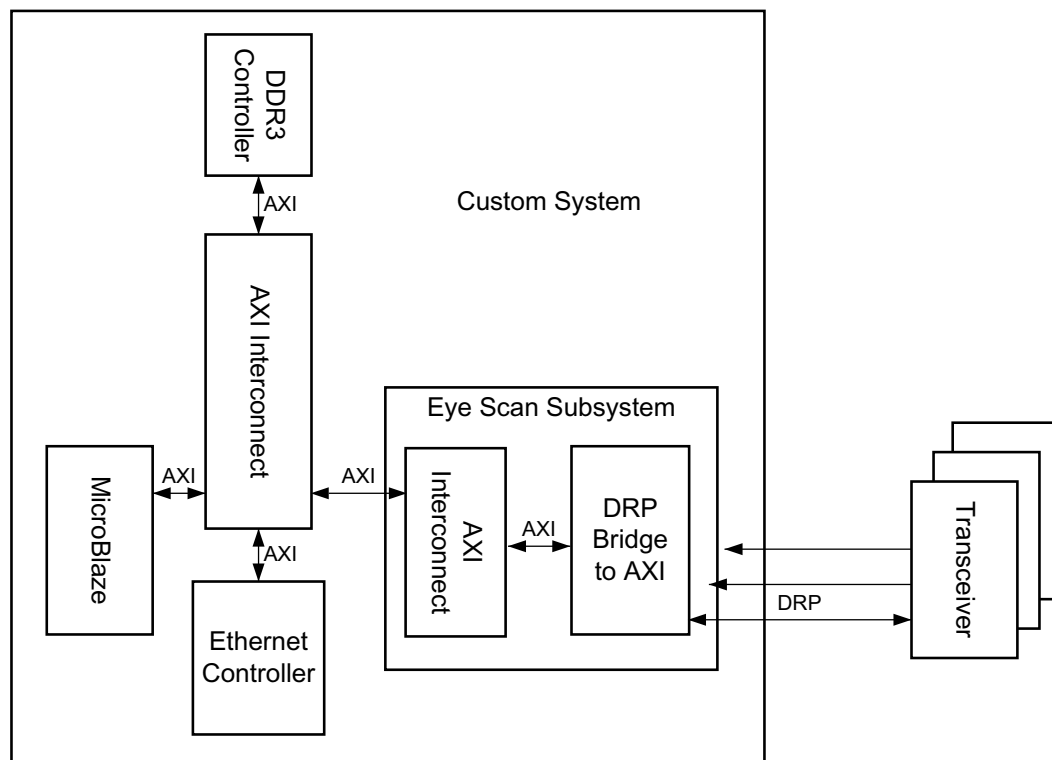 DDR3
Controller
AXI
Custom System
AXI Interconnect
Eye Scan Subsystem
MicroBlaze
AXI
AXI
AXI
Interconnect
AXI
DRP
Bridge
to AXI
Transceiver
DRP
AXI
Ethernet
Controller